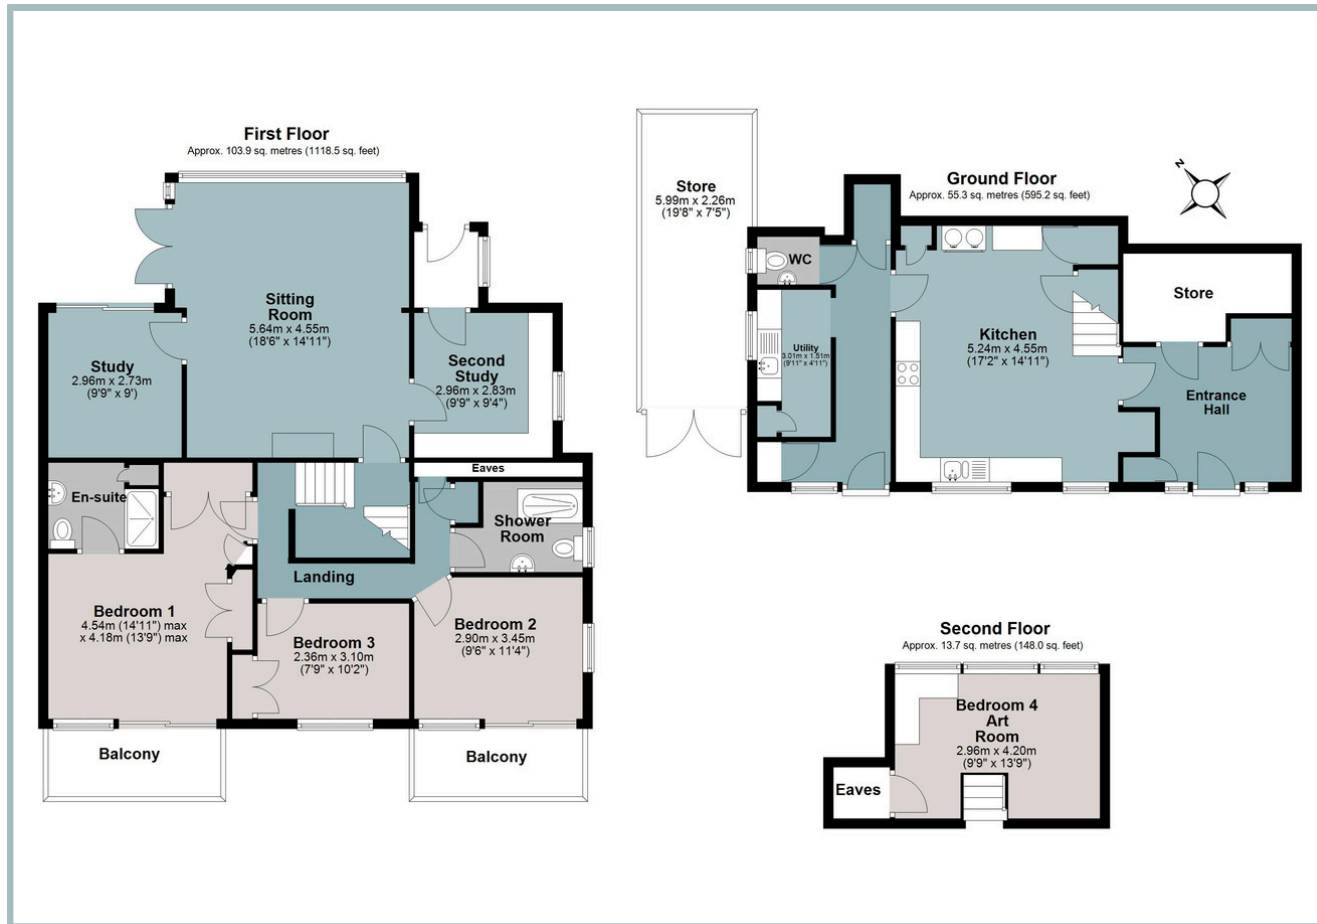 First Floor
Approx. 103.9 sq. metres (1118.5 sq. feet)
Sitting
Room
5.64m x 4.55m
(18'6" x 14'11")
Study
2.96m x 2.73m
(9'9" x 9')
Second
Study
2.96m x 2.83m
(9'9" x 9'4")
Eaves
En-suite
Shower
Room
Landing
Bedroom 1
4.54m (14'11") max
x 4.18m (13'9") max
Bedroom 3
2.36m x 3.10m
(7'9" x 10'2")
Bedroom 2
2.90m x 3.45m
(9'6" x 11'4")
Balcony
Balcony
Store
5.99m x 2.26m
(19'8" x 7'5")
Ground Floor
Approx. 55.3 sq. metres (595.2 sq. feet)
N
WC
Utility
3.01m x 1.51m
(9'11" x 4'11")
Kitchen
5.24m x 4.55m
(17'2" x 14'11")
Store
Entrance
Hall
Second Floor
Approx. 13.7 sq. metres (148.0 sq. feet)
Bedroom 4
Art
Room
2.96m x 4.20m
(9'9" x 13'9")
Eaves